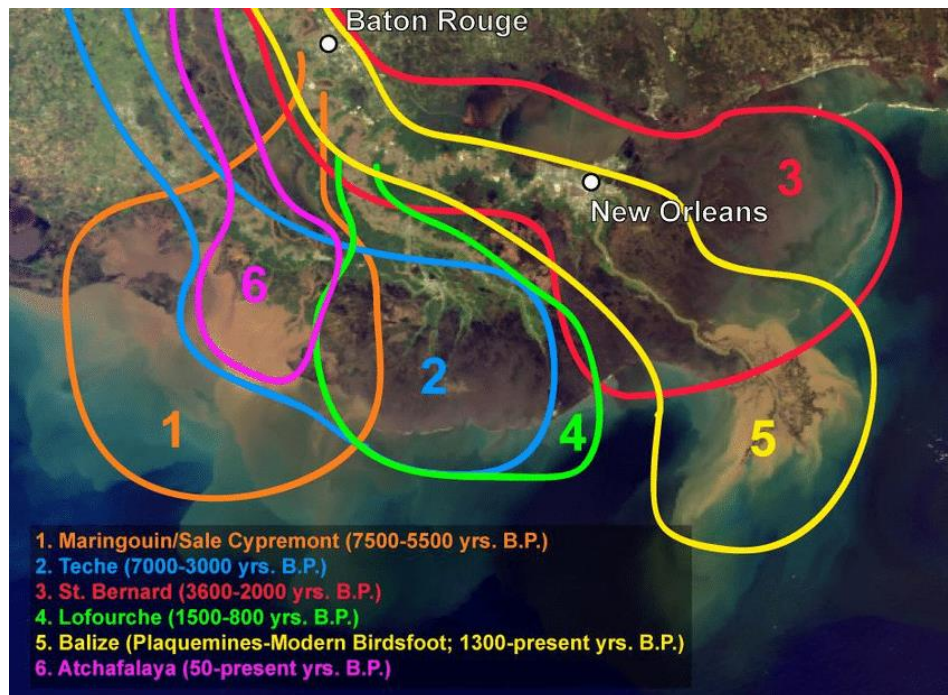 Baton Rouge
3
New Orleans
6
2
1
4
5
1. Maringouin/Sale Cypremont (7500-5500 yrs. B.P.)
2. Teche (7000-3000 yrs. B.P.)
3. St. Bernard (3600-2000 yrs. B.P.)
4. Lofourche (1500-800 yrs. B.P.)
5. Balize (Plaquemines-Modern Birdsfoot; 1300-present yrs. B.P.)
6. Atchafalaya (50-present yrs. B.P.)